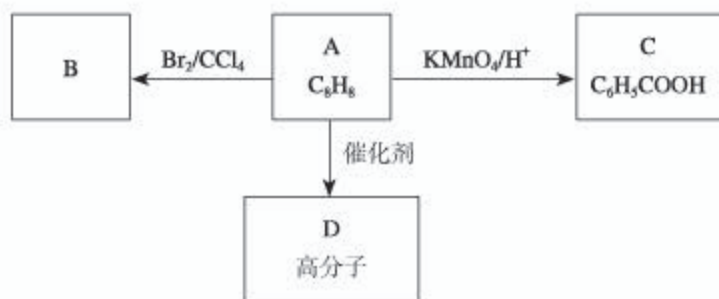 B
Br₂/CCl₄
A
C₈H₈
KMnO₄/H⁺
C
C₆H₅COOH
催化剂
D
高分子